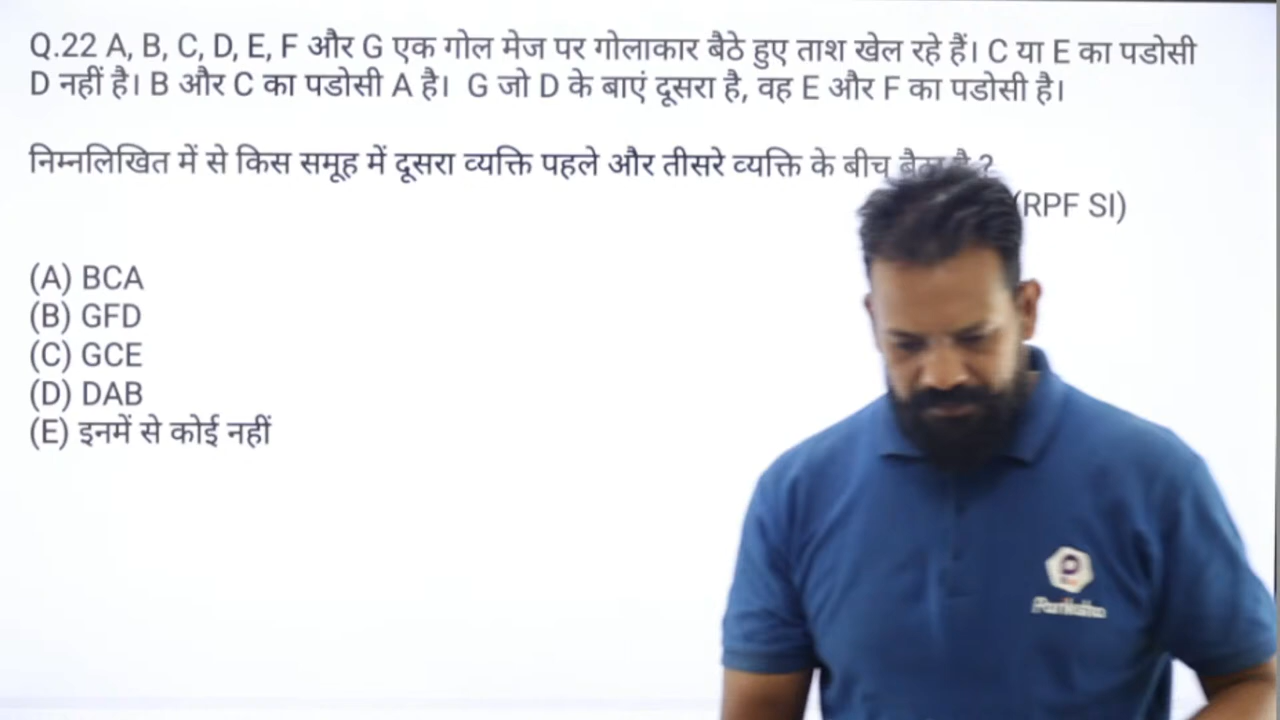 Q.22 A, B, C, D, E, F और G एक गोल मेज पर गोलाकार बैठे हुए ताश खेल रहे हैं। C या E का पडोसी
D नहीं है। B और C का पडोसी A है। G जो D के बाएं दूसरा है, वह E और F का पडोसी है।
निम्नलिखित में से किस समूह में दूसरा व्यक्ति पहले और तीसरे व्यक्ति के बीच
(RPF SI)
(A) BCA
(B) GFD
(C) GCE
(D) DAB
(E) इनमें से कोई नहीं